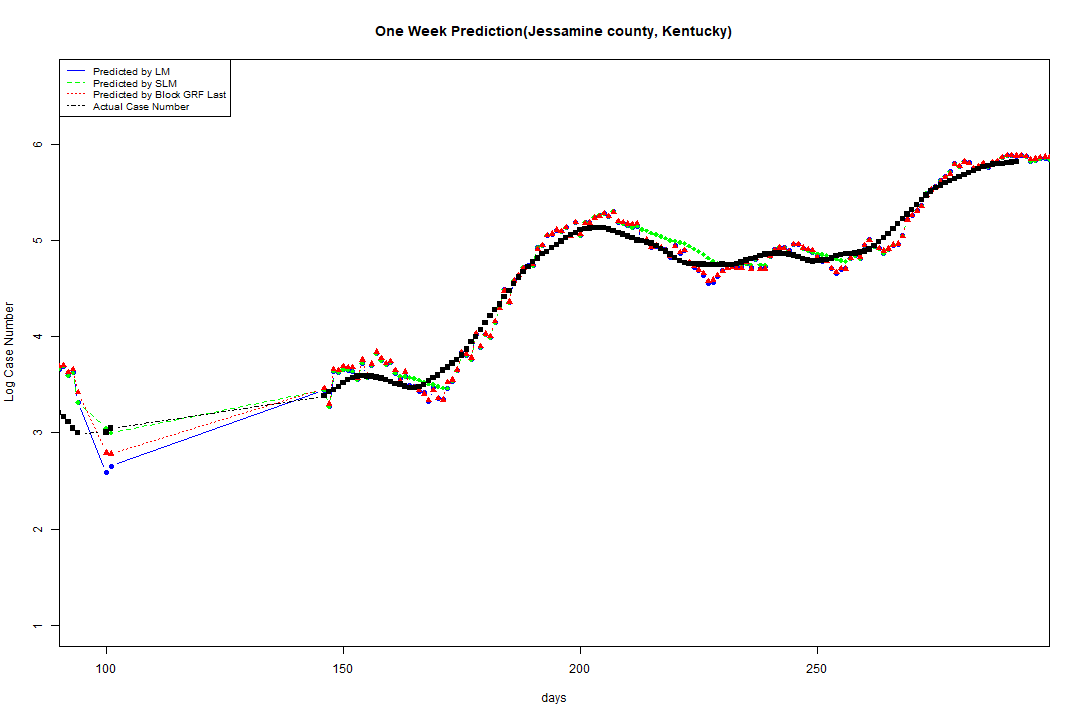 One Week Prediction(Jessamine county, Kentucky)
Predicted by LM
Predicted by SLM
Predicted by Block GRF Last
Actual Case Number
Log Case Number
6
5
4
3
2
1
100 150 200 250
days